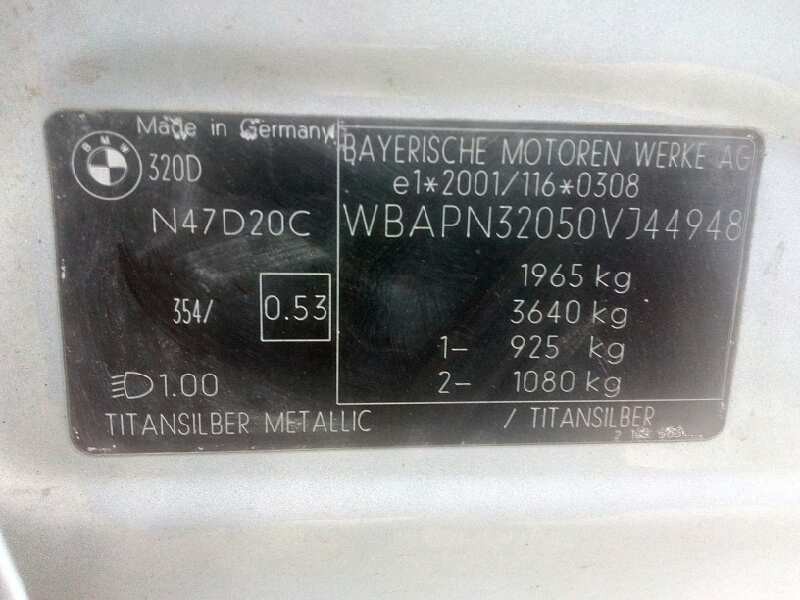 Made in Germany
BMW
320D
N47D20C
354/ 0.53
1.00
TITANSILBER METALLIC / TITANSILBER
BAYERISCHE MOTOREN WERKE AG
e1*2001/116*0308
WBAPN32050VJ44948
1965 kg
3640 kg
1- 925 kg
2- 1080 kg